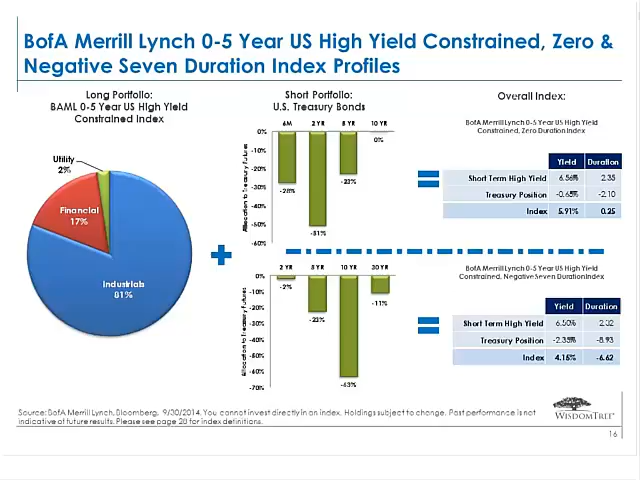 BofA Merrill Lynch 0-5 Year US High Yield Constrained, Zero &
Negative Seven Duration Index Profiles
Long Portfolio:
BAML 0-5 Year US High Yield
Constrained Index
Utility
2%
Financial
17%
Industrials
81%
Short Portfolio:
U.S. Treasury Bonds
6M 2 YR 5 YR 10 YR
0%
-10%
-20%
-30%
-40%
-50%
-60%
Allocation to Treasury Futures
-28%
-51%
-23%
0%
2 YR 5 YR 10 YR 30 YR
0%
-10%
-20%
-30%
-40%
-50%
-60%
-70%
Allocation to Treasury Futures
-2%
-23%
-63%
-11%
Overall Index:
BofA Merrill Lynch 0-5 Year US High Yield
Constrained, Zero Duration Index
Yield Duration
Short Term High Yield 6.56% 2.35
Treasury Position -0.65% -2.10
Index 5.91% 0.25
BofA Merrill Lynch 0-5 Year US High Yield
Constrained, Negative Seven Duration Index
Yield Duration
Short Term High Yield 6.50% 2.32
Treasury Position -2.35% -8.93
Index 4.15% -6.62
Source: BofA Merrill Lynch, Bloomberg, 9/30/2014. You cannot invest directly in an index. Holdings subject to change. Past performance is not
indicative of future results. Please see page 20 for index definitions.
WISDOMTREE
16